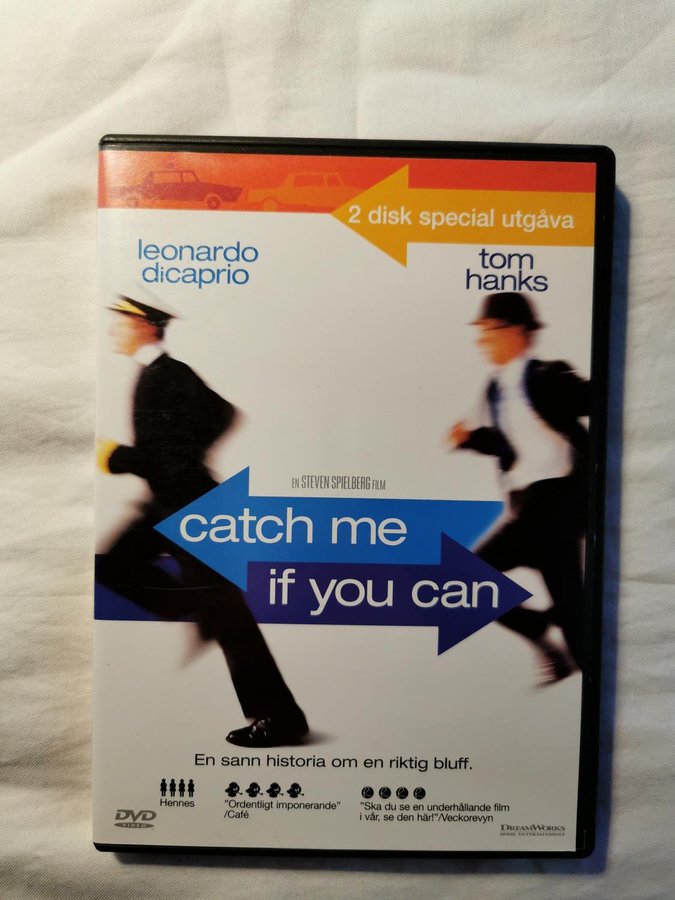 2 disk special utgåva
leonardo
dicaprio
tom
hanks
EN STEVEN SPIELBERG FILM
catch me
if you can
En sann historia om en riktig bluff.
Hennes
"Ordentligt imponerande"
/Café
"Ska du se en underhållande film
i vår, se den här!"/Veckorevyn
DVD
VIDEO
DREAMWORKS
HOME ENTERTAINMENT